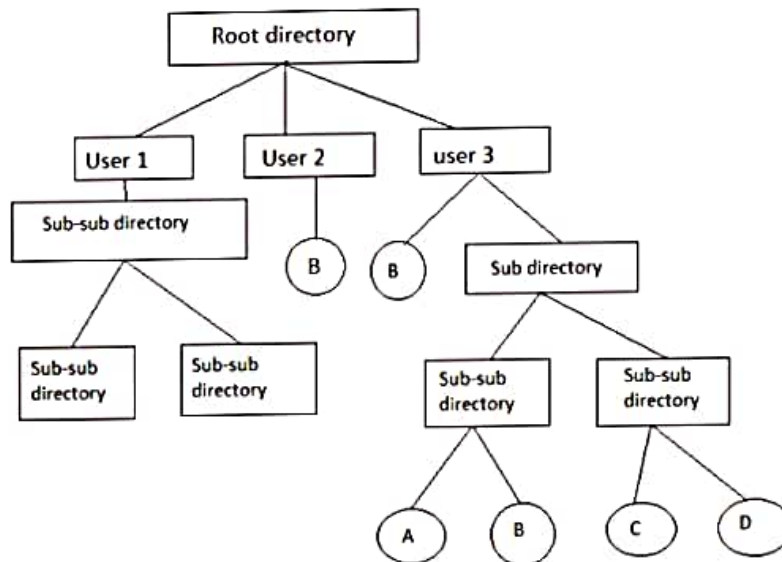 Root directory
User 1
User 2
user 3
Sub-sub directory
B
B
Sub directory
Sub-sub
directory
Sub-sub
directory
Sub-sub
directory
Sub-sub
directory
A
B
C
D